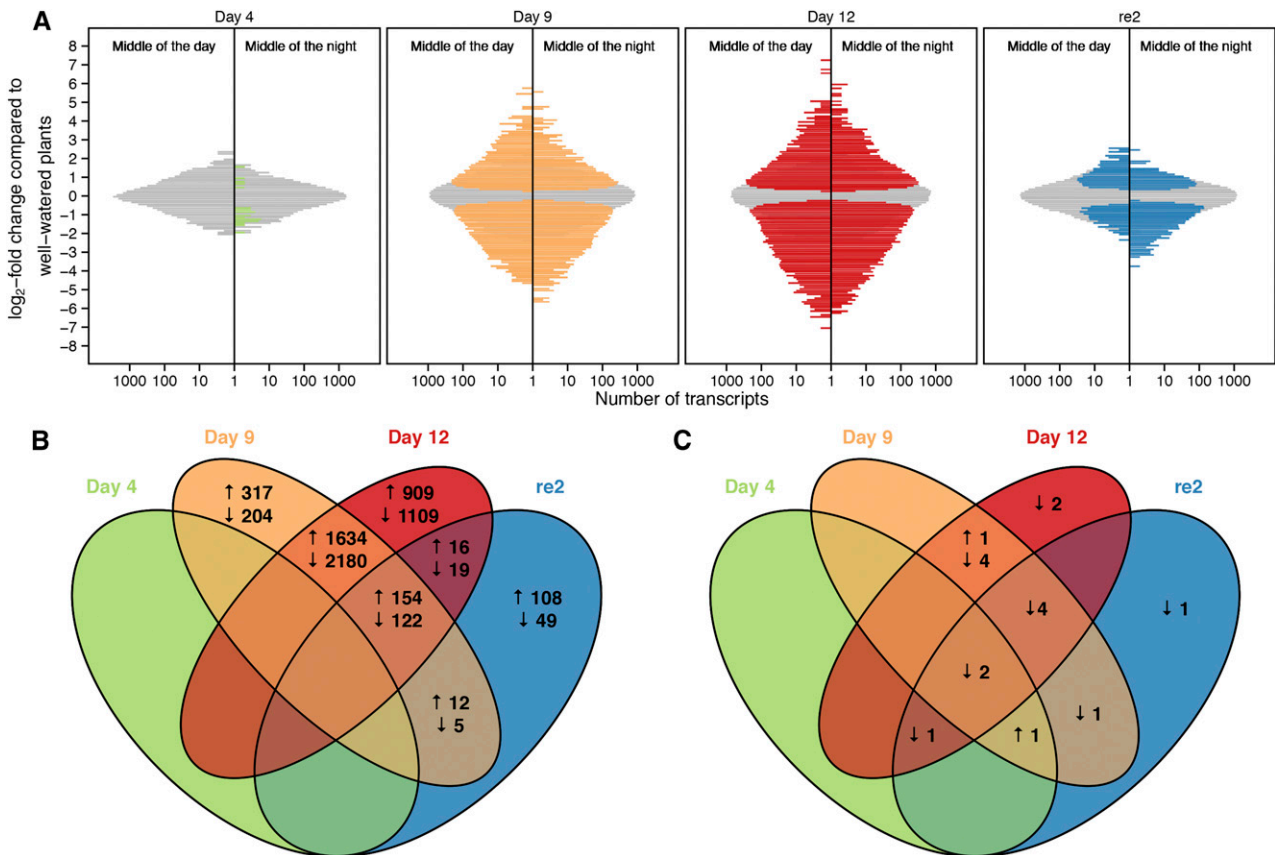 A
Day 4
Day 9
Day 12
re2
Middle of the day
Middle of the night
Middle of the day
Middle of the night
Middle of the day
Middle of the night
Middle of the day
Middle of the night
log2-fold change compared to
well-watered plants
8
7
6
5
4
3
2
1
0
−1
−2
−3
−4
−5
−6
−7
−8
1000 100 10 1 10 100 1000
1000 100 10 1 10 100 1000
1000 100 10 1 10 100 1000
1000 100 10 1 10 100 1000
Number of transcripts
B
Day 4
Day 9
Day 12
re2
↑ 317
↓ 204
↑ 909
↓ 1109
↑ 1634
↓ 2180
↑ 16
↓ 19
↑ 154
↓ 122
↑ 108
↓ 49
↑ 12
↓ 5
C
Day 4
Day 9
Day 12
re2
↓ 2
↑ 1
↓ 4
↓4
↓ 1
↓ 2
↓ 1
↓ 1
↑ 1